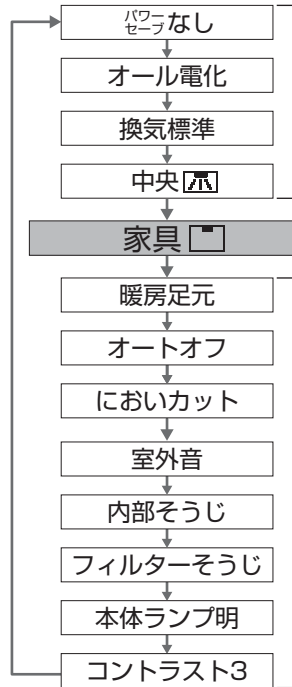 パワー
セーブなし
オール電化
換気標準
中央
家具
暖房足元
オートオフ
においカット
室外音
内部そうじ
フィルターそうじ
本体ランプ明
コントラスト3